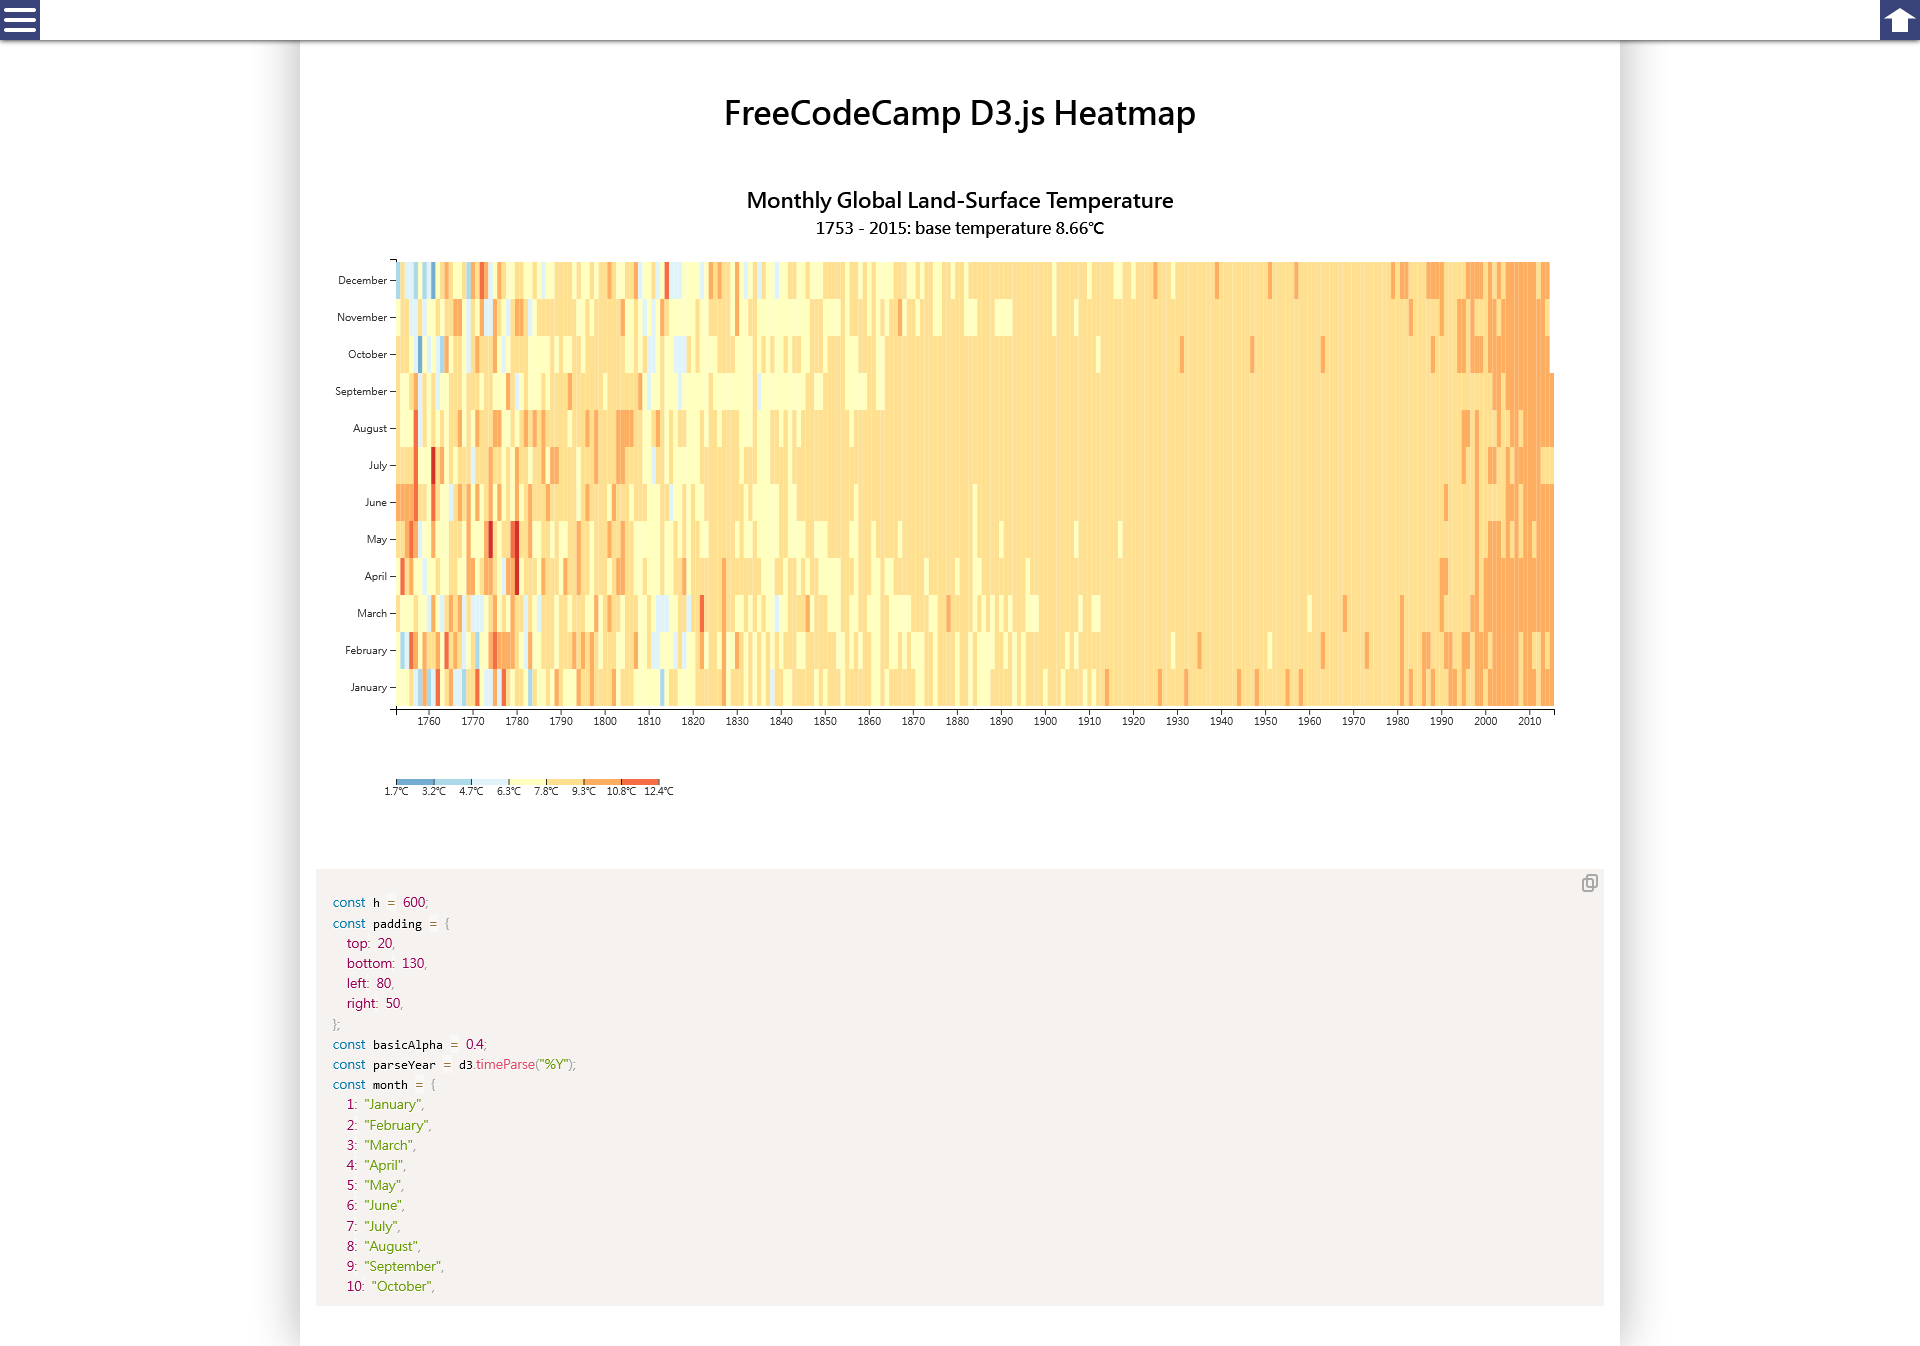 FreeCodeCamp D3.js Heatmap
Monthly Global Land-Surface Temperature
1753 - 2015: base temperature 8.66℃
December
November
October
September
August
July
June
May
April
March
February
January
1760 1770 1780 1790 1800 1810 1820 1830 1840 1850 1860 1870 1880 1890 1900 1910 1920 1930 1940 1950 1960 1970 1980 1990 2000 2010
1.7℃ 3.2℃ 4.7℃ 6.3℃ 7.8℃ 9.3℃ 10.8℃ 12.4℃
const h = 600;
const padding = {
  top: 20,
  bottom: 130,
  left: 80,
  right: 50,
};
const basicAlpha = 0.4;
const parseYear = d3.timeParse("%Y");
const month = {
  1: "January",
  2: "February",
  3: "March",
  4: "April",
  5: "May",
  6: "June",
  7: "July",
  8: "August",
  9: "September",
  10: "October",